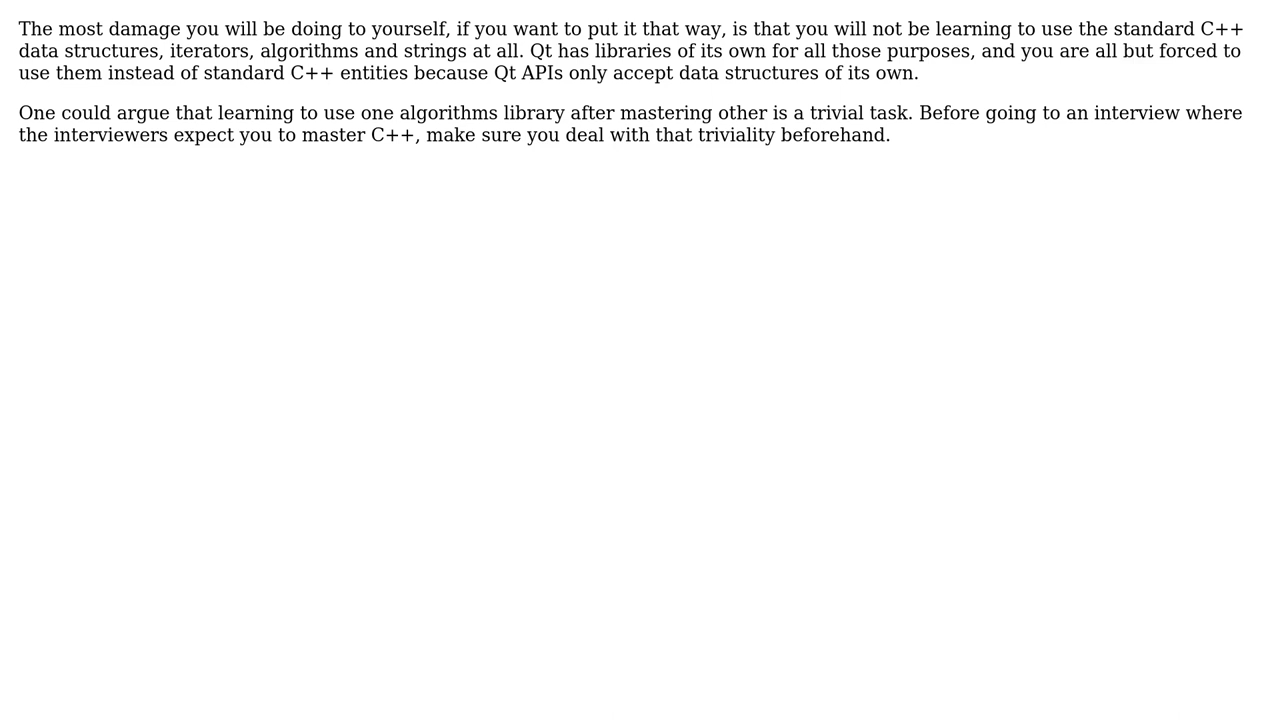 The most damage you will be doing to yourself, if you want to put it that way, is that you will not be learning to use the standard C++
data structures, iterators, algorithms and strings at all. Qt has libraries of its own for all those purposes, and you are all but forced to
use them instead of standard C++ entities because Qt APIs only accept data structures of its own.
One could argue that learning to use one algorithms library after mastering other is a trivial task. Before going to an interview where
the interviewers expect you to master C++, make sure you deal with that triviality beforehand.